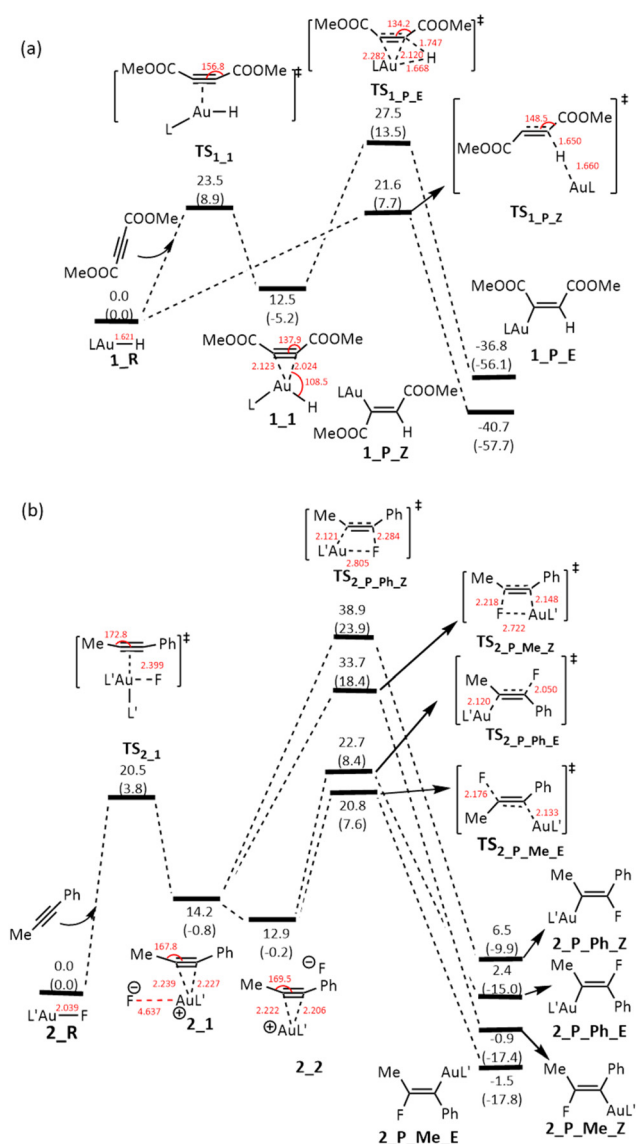 (a)
134.2
MeOOC COOMe
1.747
2.282 2.120
LAu H
1.668
‡
TS1_P_E
156.8
MeOOC COOMe
Au H
L
‡
TS1_1
27.5
(13.5)
148.5 COOMe
MeOOC
1.650
H
1.660
AuL
‡
TS1_P_Z
23.5
(8.9)
21.6
(7.7)
COOMe
MeOOC
0.0
(0.0)
1.621
LAu H
1_R
12.5
(-5.2)
MeOOC COOMe
137.9
2.123 2.024
Au
108.5
L H
1_1
MeOOC COOMe
LAu H
1_P_E
-36.8
(-56.1)
LAu COOMe
MeOOC H
1_P_Z
-40.7
(-57.7)
(b)
Me Ph
2.121 2.284
L'Au F
2.805
‡
TS2_P_Ph_Z
38.9
(23.9)
Me Ph
2.218 2.148
F AuL'
2.722
‡
TS2_P_Me_Z
172.8
Me Ph
2.399
L'Au F
L'
‡
TS2_1
33.7
(18.4)
F
Me 2.050
2.120
L'Au Ph
‡
TS2_P_Ph_E
20.5
(3.8)
22.7
(8.4)
20.8
(7.6)
F Ph
2.176 2.133
Me AuL'
‡
TS2_P_Me_E
Ph
Me
0.0
(0.0)
2.039
L'Au F
2_R
14.2
(-0.8)
167.8
Me Ph
2.239 2.227
F AuL'
4.637
2_1
12.9
(-0.2)
F
169.5
Me Ph
2.222 2.206
AuL'
2_2
6.5
(-9.9)
Me Ph
L'Au F
2_P_Ph_Z
2.4
(-15.0)
Me F
L'Au Ph
2_P_Ph_E
-0.9
(-17.4)
Me AuL'
F Ph
2_P_Me_E
-1.5
(-17.8)
Me Ph
F AuL'
2_P_Me_Z